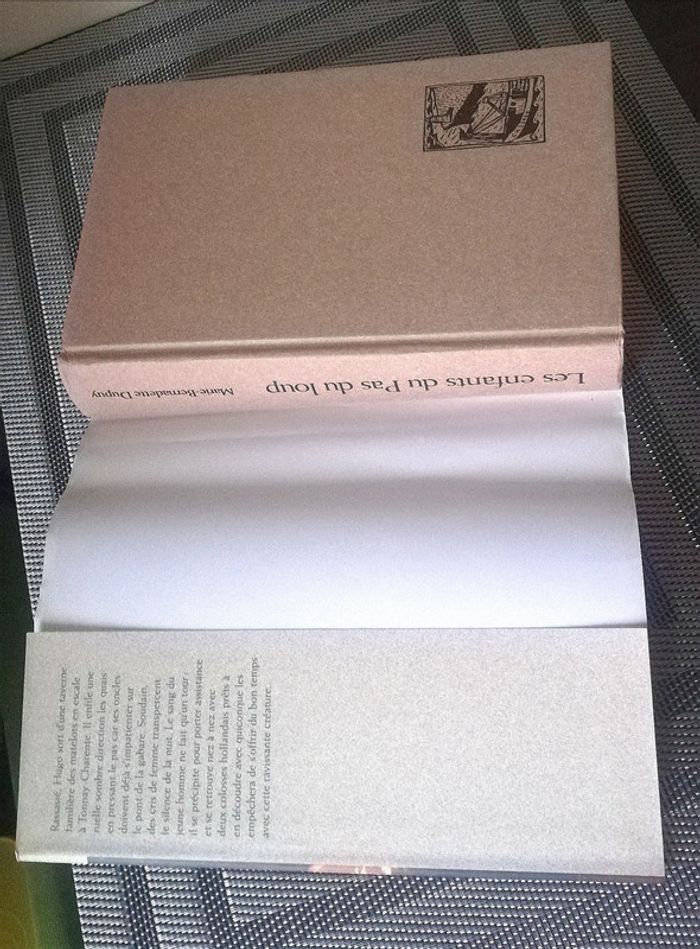 Les enfants du Pas du loup
Marie-Bernadette Dupuy
Rassasié, Hugo sort d'une taverne
familière des matelots en escale
à Tonnay-Charente. Il enfile une
ruelle sombre direction les quais
en pressant le pas car ses oncles
doivent déjà s'impatienter sur
le pont de la gabare. Soudain,
des cris de femme transpercent
le silence de la nuit. Le sang du
jeune homme ne fait qu'un tour :
il se précipite pour porter assistance
et se retrouve nez à nez avec
deux colosses hollandais prêts à
en découdre avec quiconque les
empêchera de s'offrir du bon temps
avec cette ravissante créature.